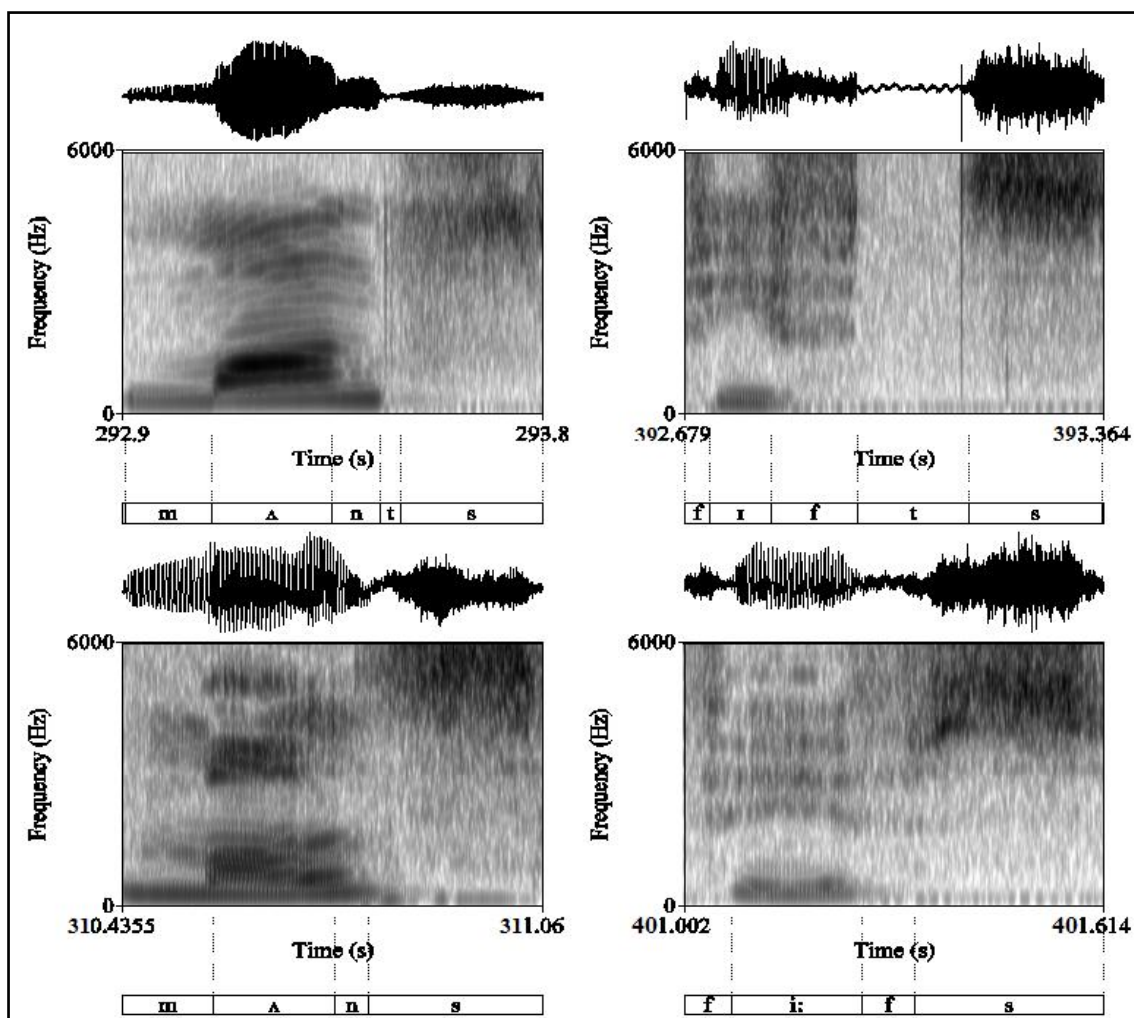 6000 6000
Frequency (Hz) Frequency (Hz)
0 0
292.9 293.8 392.679 393.364
Time (s) Time (s)
m ʌ n t s f ɪ f t s
6000 6000
Frequency (Hz) Frequency (Hz)
0 0
310.4355 311.06 401.002 401.614
Time (s) Time (s)
m ʌ n s f i: f s